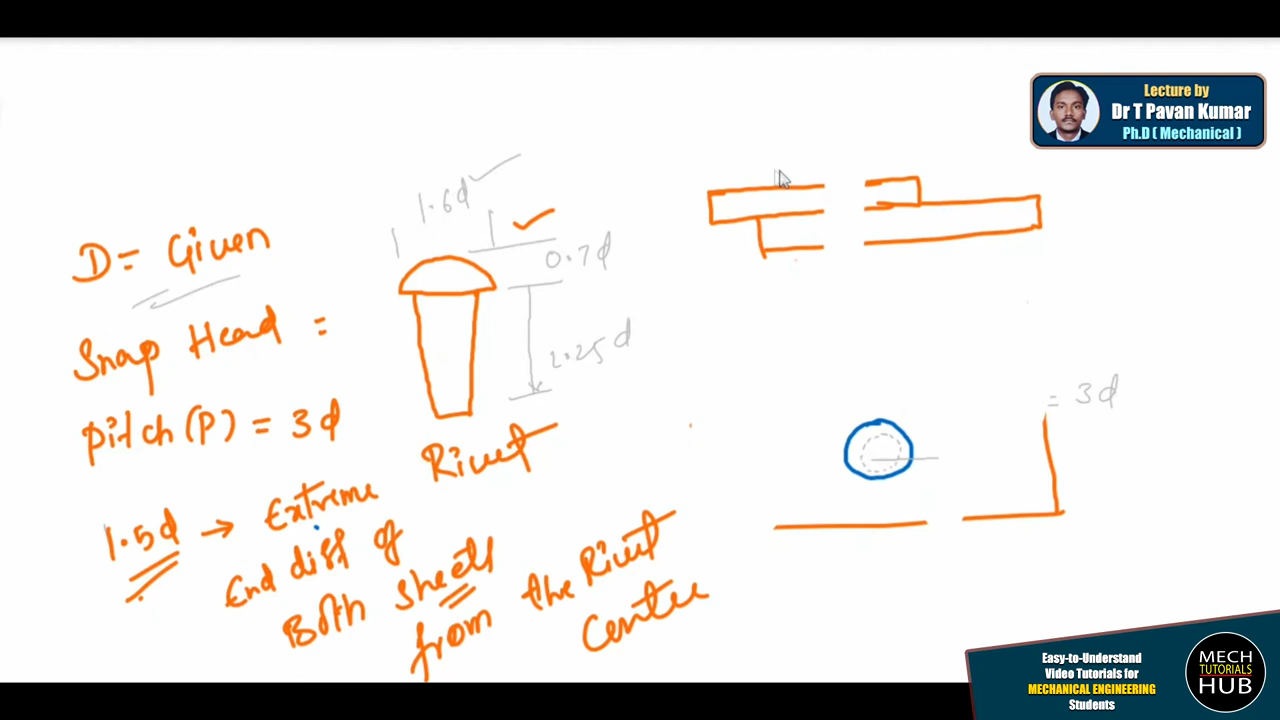 Lecture by
Dr T Pavan Kumar
Ph.D ( Mechanical )
D = Given
Snap Head =
pitch (P) = 3d
1.5d → Extreme
End dist of
Both sheets
from the Rivet
Center
1.6d
0.7d
2.25d
Rivet
= 3d
Easy-to-Understand
Video Tutorials for
MECHANICAL ENGINEERING
Students
MECH
TUTORIALS
HUB